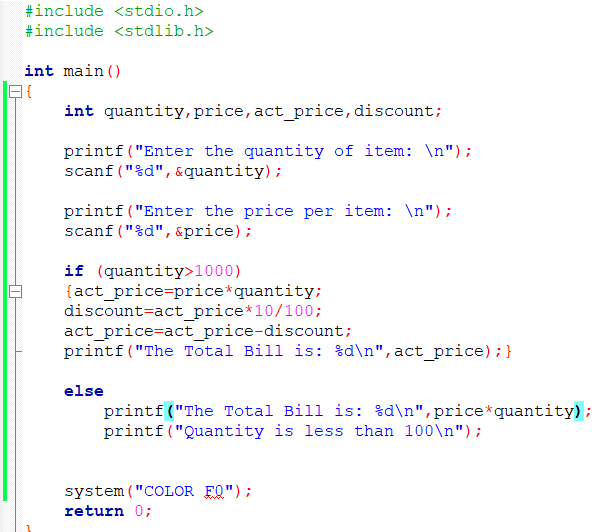 #include <stdio.h>
#include <stdlib.h>
int main()
{
int quantity,price,act_price,discount;
printf("Enter the quantity of item: \n");
scanf("%d",&quantity);
printf("Enter the price per item: \n");
scanf("%d",&price);
if (quantity>1000)
{act_price=price*quantity;
discount=act_price*10/100;
act_price=act_price-discount;
printf("The Total Bill is: %d\n",act_price);}
else
printf("The Total Bill is: %d\n",price*quantity);
printf("Quantity is less than 100\n");
system("COLOR F0");
return 0;
}